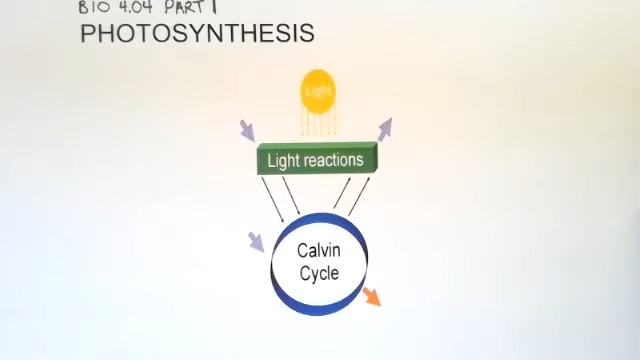 BIO 4.04 PART 1
PHOTOSYNTHESIS
Light
Light reactions
Calvin
Cycle